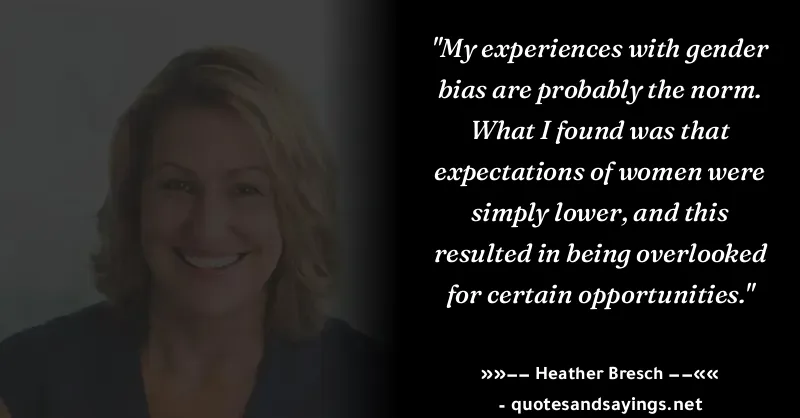 "My experiences with gender
bias are probably the norm.
What I found was that
expectations of women were
simply lower, and this
resulted in being overlooked
for certain opportunities."
»»–– Heather Bresch ––««
- quotesandsayings.net